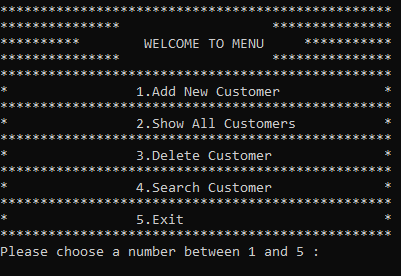 *************************************************
***************                   ***************
**********        WELCOME TO MENU     ***********
***************                   ***************
*************************************************
*                1.Add New Customer             *
*************************************************
*                2.Show All Customers           *
*************************************************
*                3.Delete Customer              *
*************************************************
*                4.Search Customer              *
*************************************************
*                5.Exit                         *
*************************************************
Please choose a number between 1 and 5 :